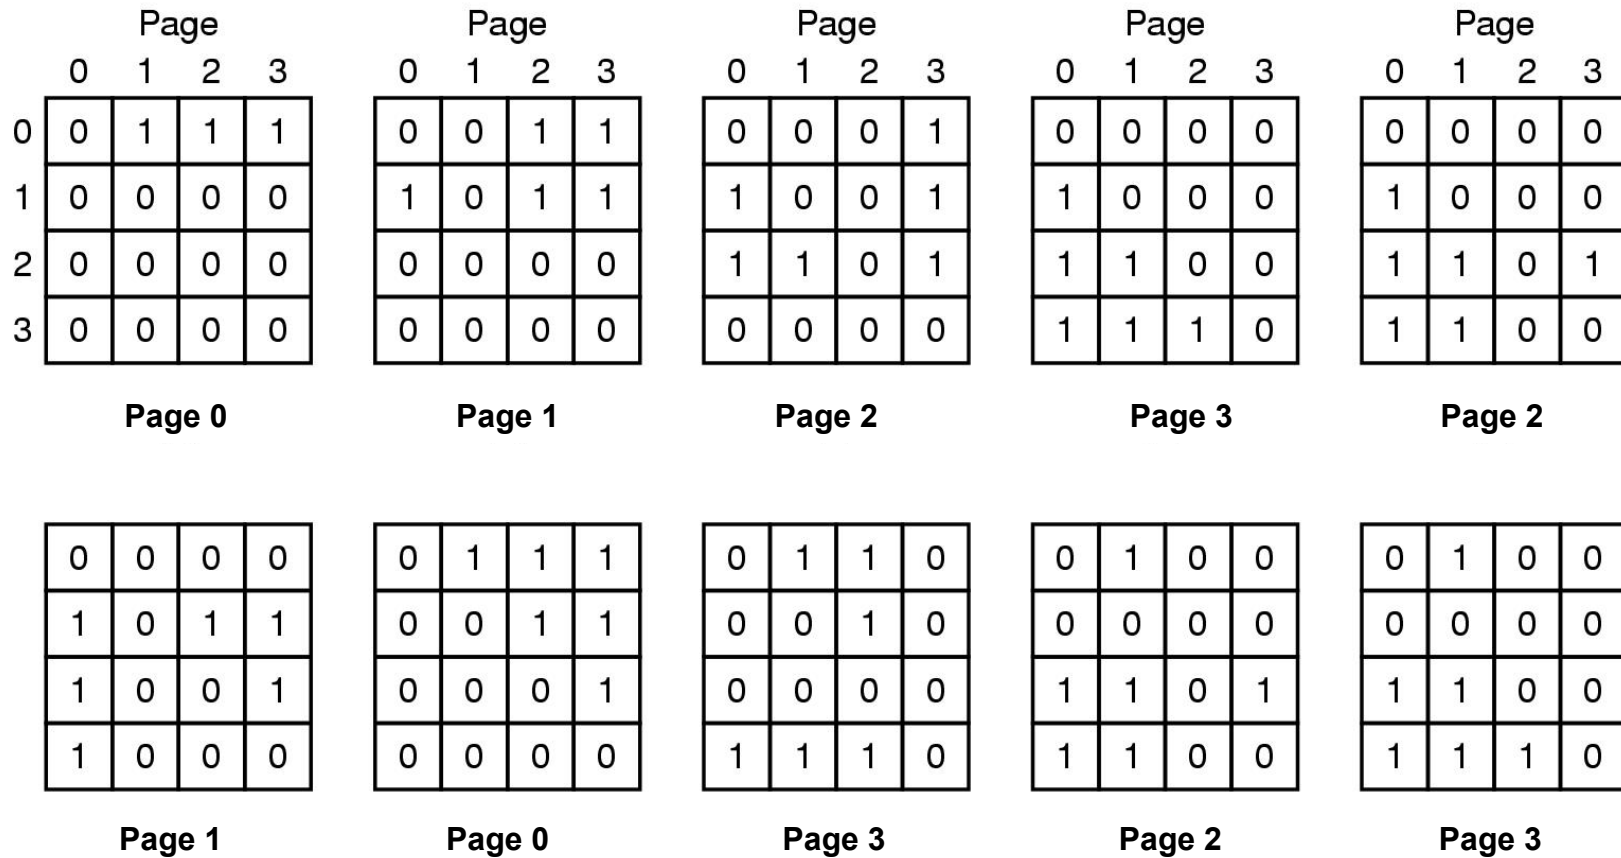 Page Page Page Page Page
0 1 2 3 0 1 2 3 0 1 2 3 0 1 2 3 0 1 2 3
0 0 1 1 1 0 0 1 1 0 0 0 1 0 0 0 0 0 0 0 0
1 0 0 0 0 1 0 1 1 1 0 0 1 1 0 0 0 1 0 0 0
2 0 0 0 0 0 0 0 0 1 1 0 1 1 1 0 0 1 1 0 1
3 0 0 0 0 0 0 0 0 0 0 0 0 1 1 1 0 1 1 0 0
Page 0 Page 1 Page 2 Page 3 Page 2
0 0 0 0 0 1 1 1 0 1 1 0 0 1 0 0 0 1 0 0
1 0 1 1 0 0 1 1 0 0 1 0 0 0 0 0 0 0 0 0
1 0 0 1 0 0 0 1 0 0 0 0 1 1 0 1 1 1 0 0
1 0 0 0 0 0 0 0 1 1 1 0 1 1 0 0 1 1 1 0
Page 1 Page 0 Page 3 Page 2 Page 3